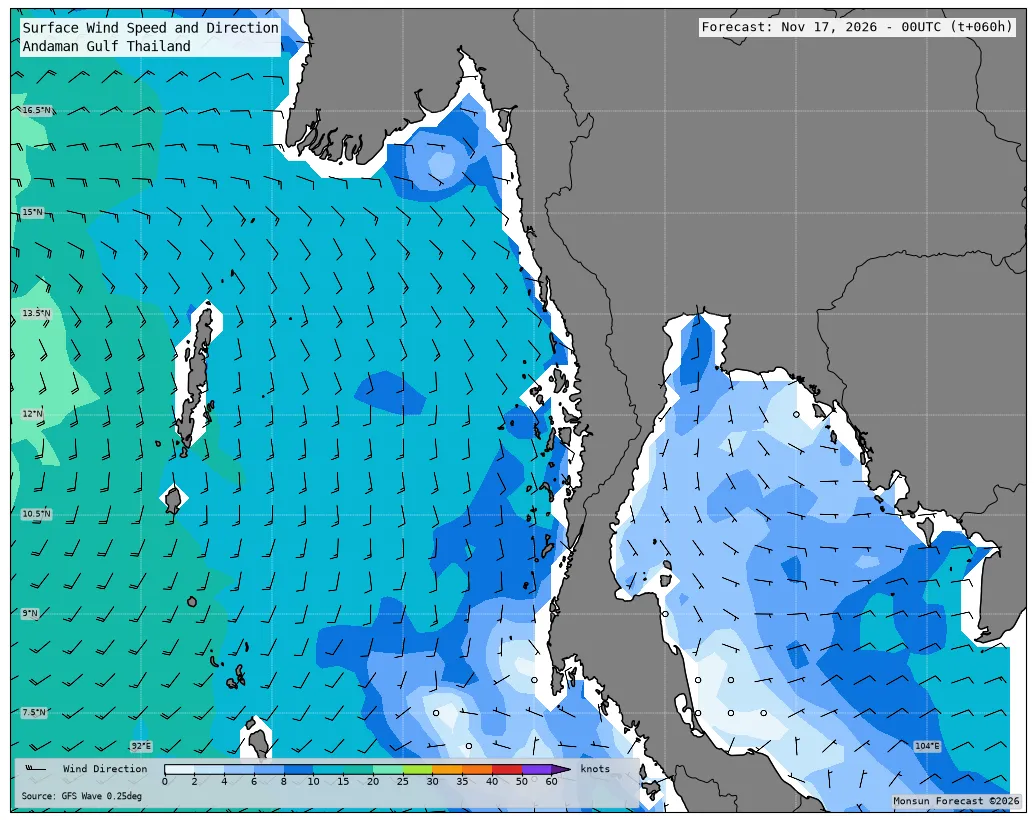 Surface Wind Speed and Direction
Andaman Gulf Thailand
Forecast: Nov 17, 2026 - 00UTC (t+060h)
16.5°N
15°N
13.5°N
12°N
10.5°N
9°N
7.5°N
92°E
104°E
Wind Direction
knots
0 2 4 6 8 10 15 20 25 30 35 40 50 60
Source: GFS Wave 0.25deg
Monsun Forecast ©2026